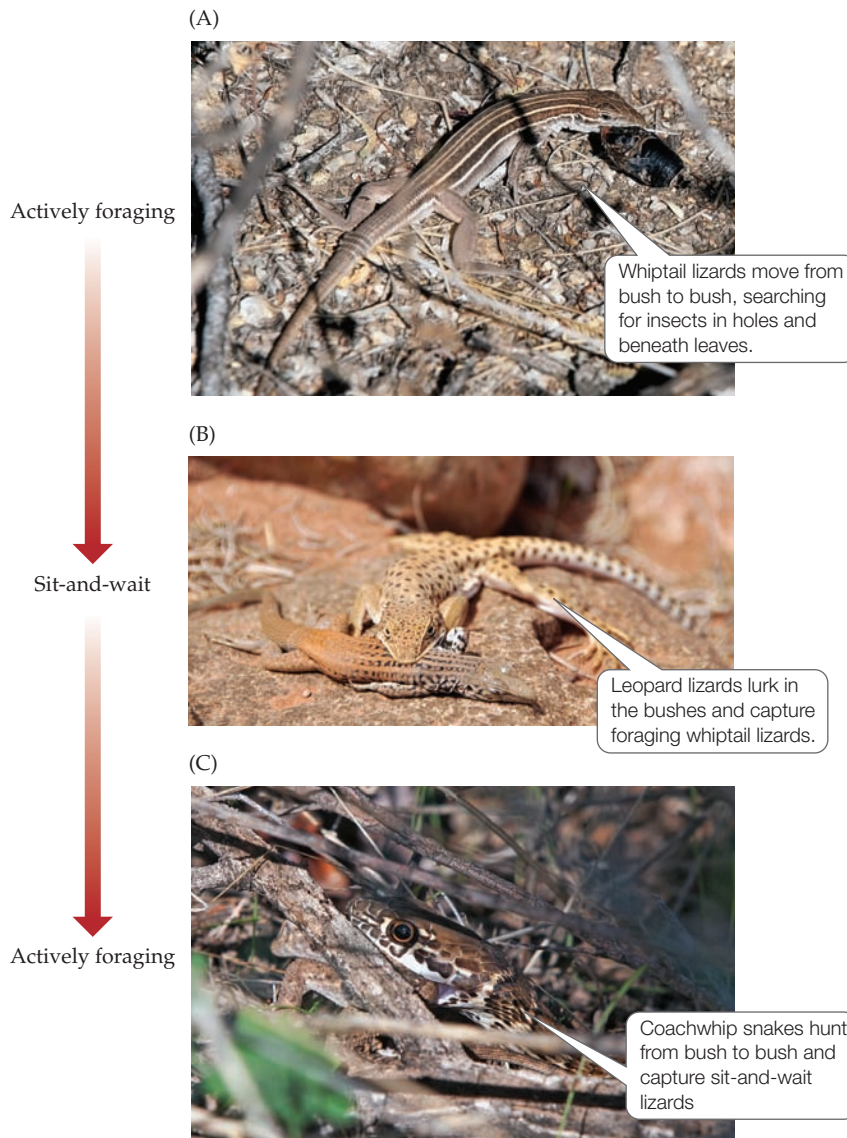 (A)
Actively foraging
Whiptail lizards move from
bush to bush, searching
for insects in holes and
beneath leaves.
(B)
Sit-and-wait
Leopard lizards lurk in
the bushes and capture
foraging whiptail lizards.
(C)
Actively foraging
Coachwhip snakes hunt
from bush to bush and
capture sit-and-wait
lizards